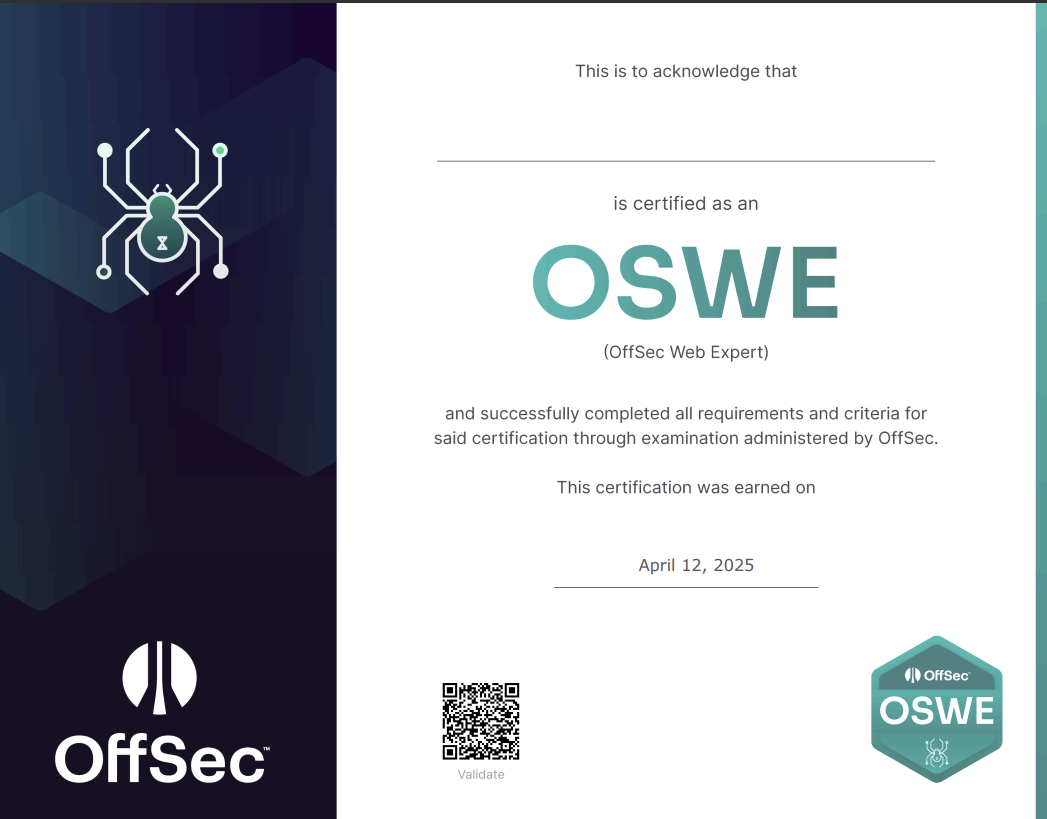 This is to acknowledge that
is certified as an
OSWE
(OffSec Web Expert)
and successfully completed all requirements and criteria for
said certification through examination administered by OffSec.
This certification was earned on
April 12, 2025
Validate
OffSec™
OffSec™
OSWE